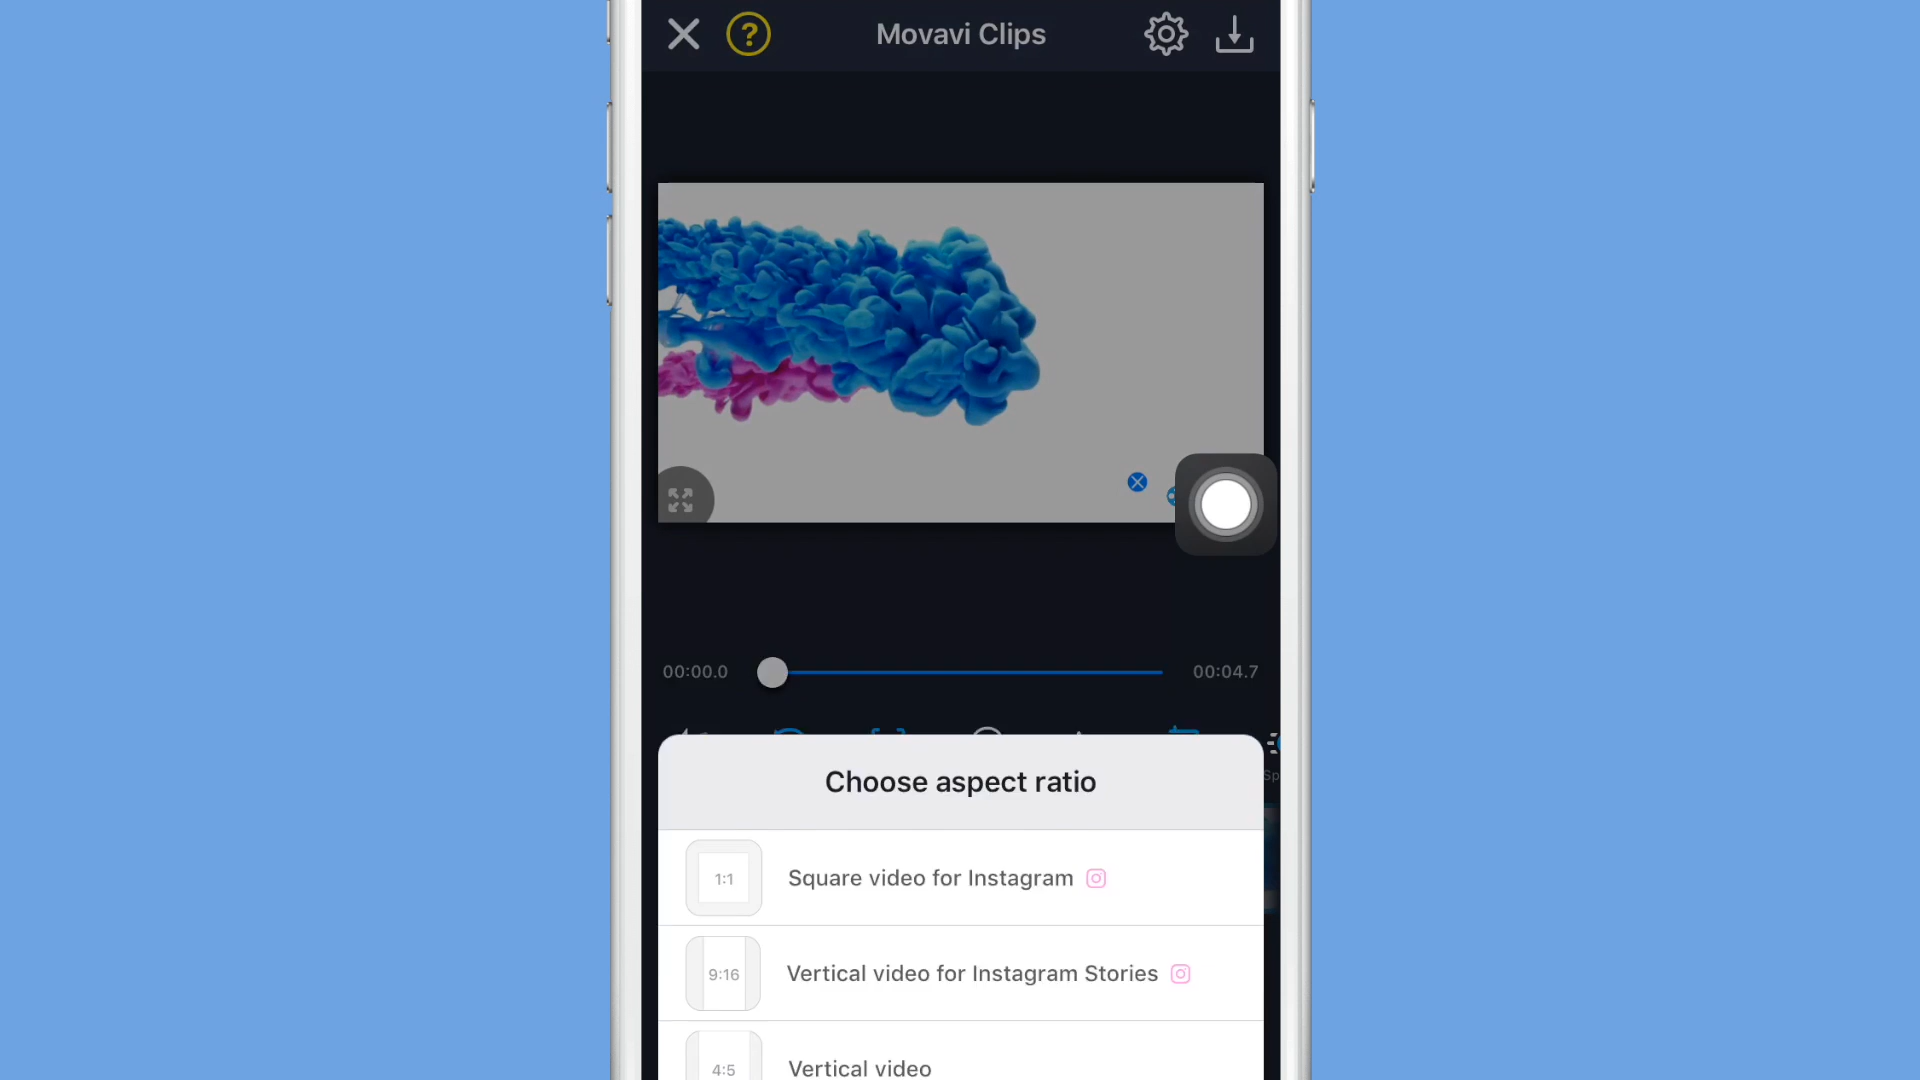 ?
Movavi Clips
00:00.0
00:04.7
Sp
Choose aspect ratio
1:1
Square video for Instagram
9:16
Vertical video for Instagram Stories
4:5
Vertical video